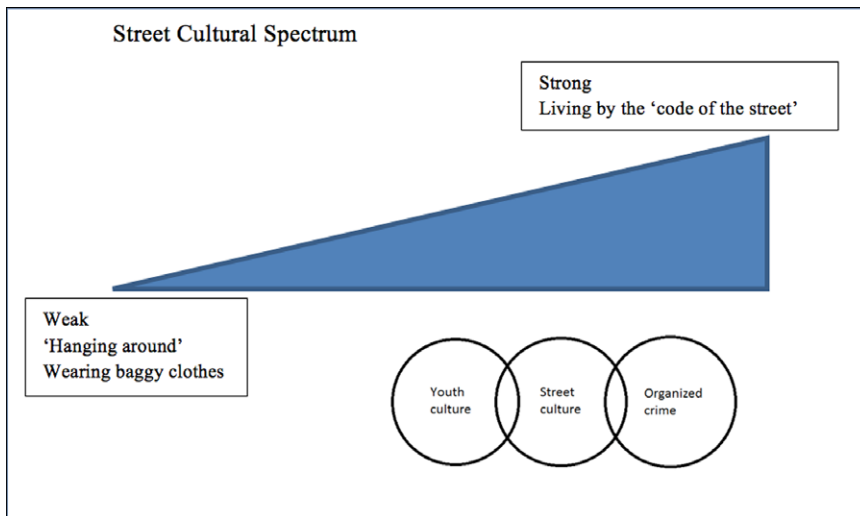 Street Cultural Spectrum
Strong
Living by the ‘code of the street’
Weak
‘Hanging around’
Wearing baggy clothes
Youth
culture
Street
culture
Organized
crime